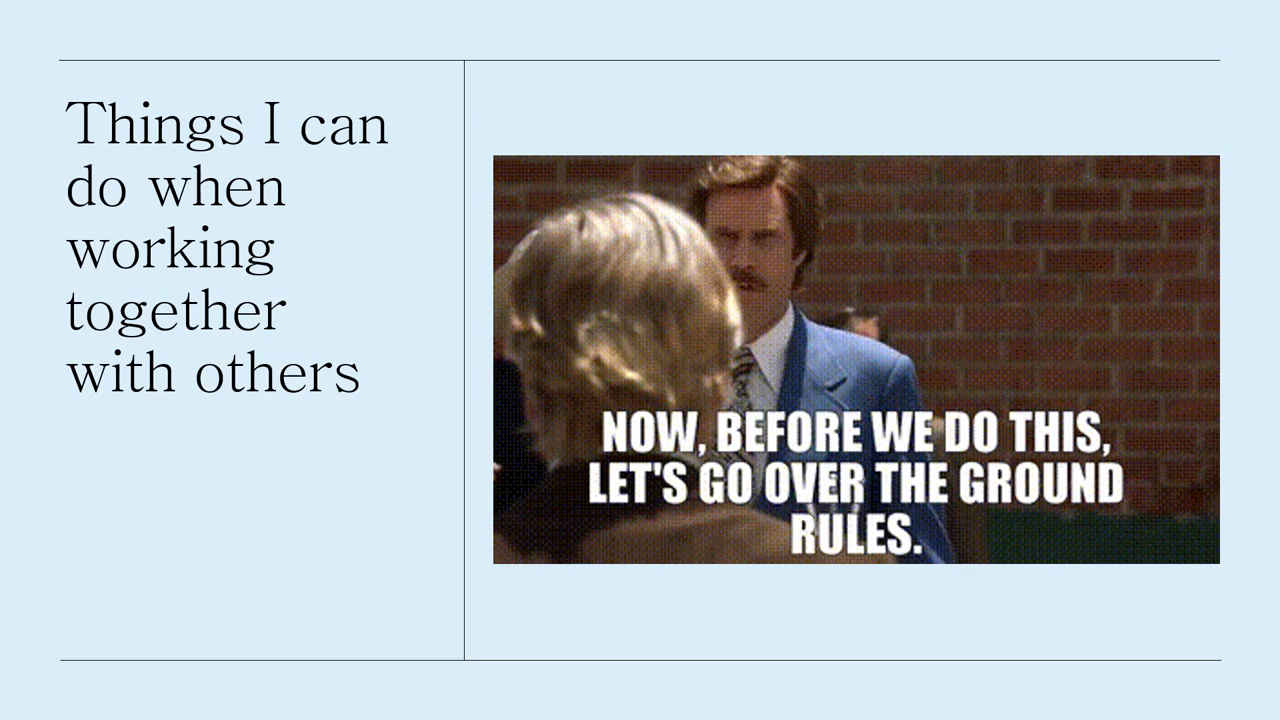 Things I can
do when
working
together
with others
NOW, BEFORE WE DO THIS,
LET'S GO OVER THE GROUND
RULES.